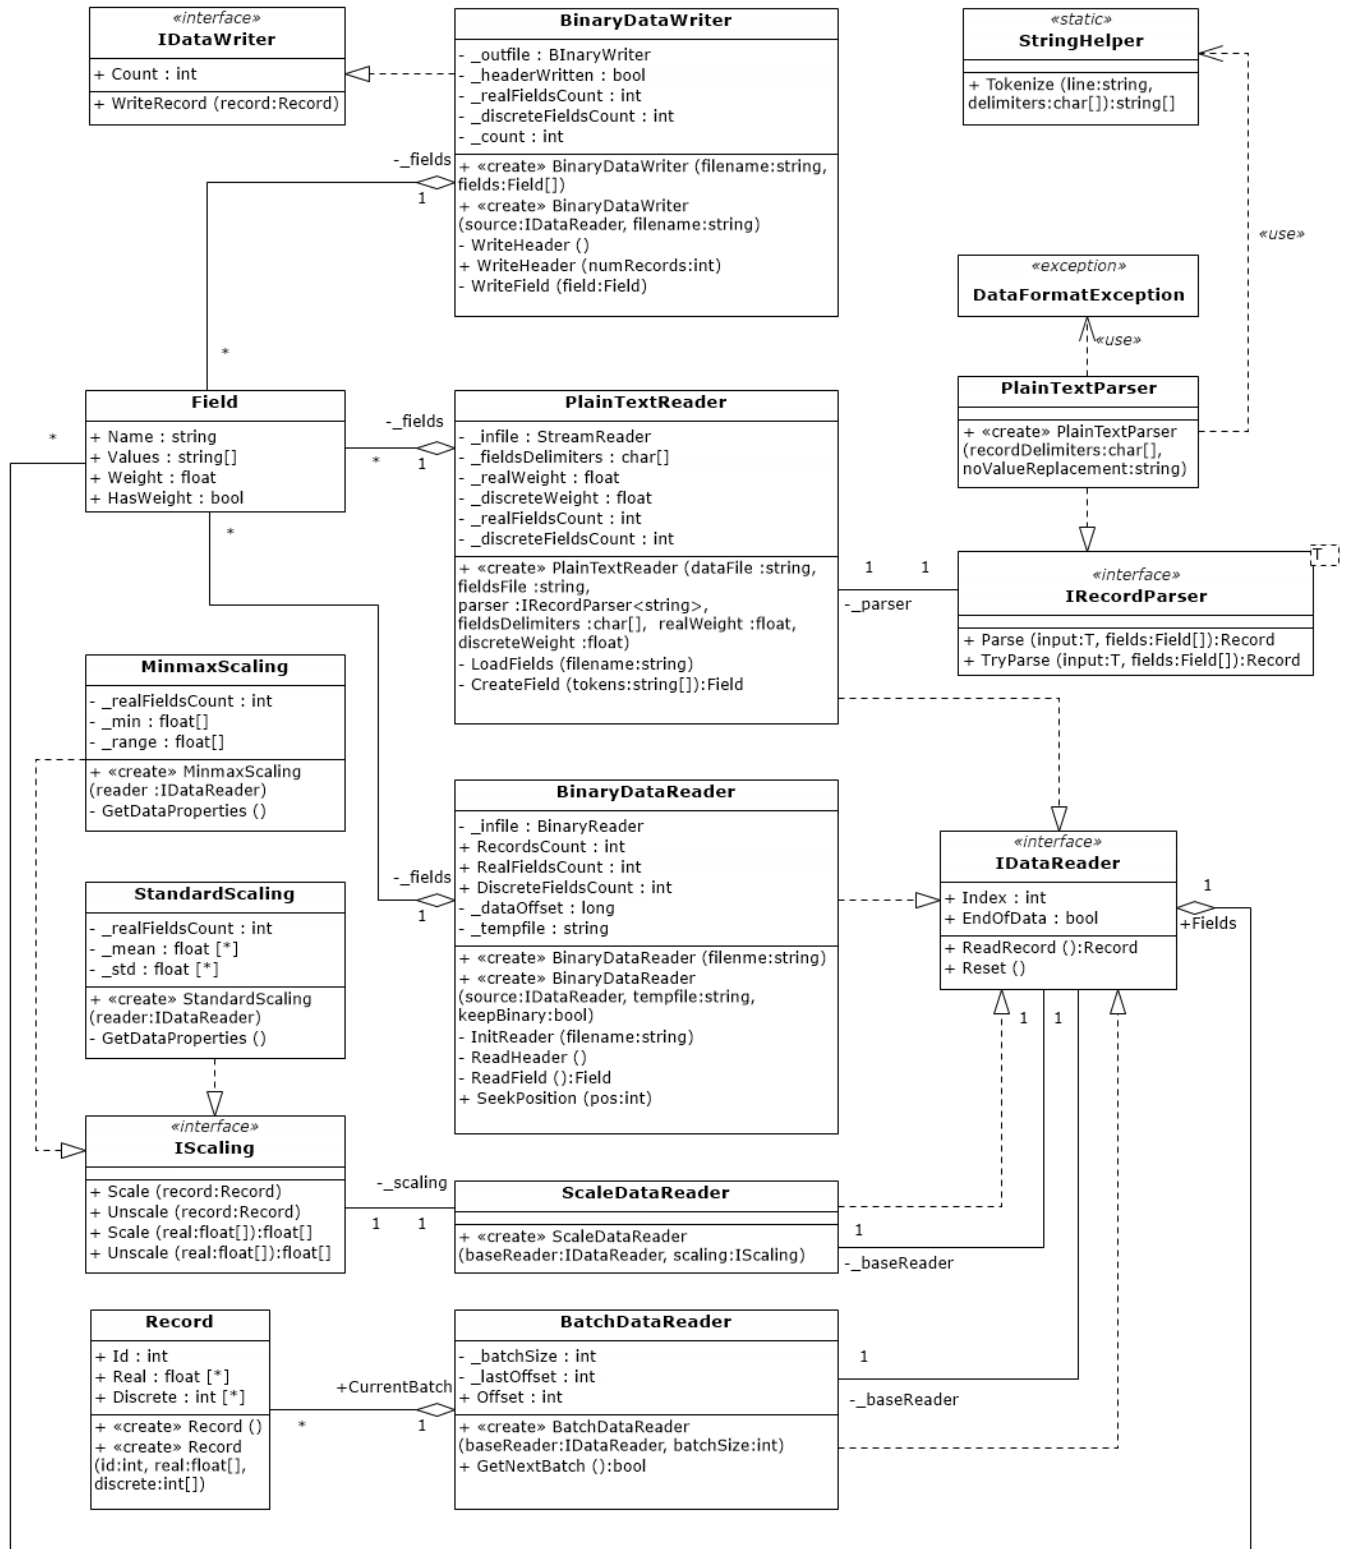 «interface»
IDataWriter
+ Count : int
+ WriteRecord (record:Record)
BinaryDataWriter
- _outfile : BInaryWriter
- _headerWritten : bool
- _realFieldsCount : int
- _discreteFieldsCount : int
- _count : int
+ «create» BinaryDataWriter (filename:string,
fields:Field[])
+ «create» BinaryDataWriter
(source:IDataReader, filename:string)
- WriteHeader ()
+ WriteHeader (numRecords:int)
- WriteField (field:Field)
«static»
StringHelper
+ Tokenize (line:string,
delimiters:char[]):string[]
-_fields
1
*
«use»
«exception»
DataFormatException
«use»
PlainTextParser
+ «create» PlainTextParser
(recordDelimiters:char[],
noValueReplacement:string)
*
Field
+ Name : string
+ Values : string[]
+ Weight : float
+ HasWeight : bool
*
-_fields
*
1
PlainTextReader
- _infile : StreamReader
- _fieldsDelimiters : char[]
- _realWeight : float
- _discreteWeight : float
- _realFieldsCount : int
- _discreteFieldsCount : int
+ «create» PlainTextReader (dataFile :string,
fieldsFile :string,
parser :IRecordParser<string>,
fieldsDelimiters :char[], realWeight :float,
discreteWeight :float)
- LoadFields (filename:string)
- CreateField (tokens:string[]):Field
1
1
-_parser
T
«interface»
IRecordParser
+ Parse (input:T, fields:Field[]):Record
+ TryParse (input:T, fields:Field[]):Record
MinmaxScaling
- _realFieldsCount : int
- _min : float[]
- _range : float[]
+ «create» MinmaxScaling
(reader :IDataReader)
- GetDataProperties ()
-_fields
1
BinaryDataReader
- _infile : BinaryReader
+ RecordsCount : int
+ RealFieldsCount : int
+ DiscreteFieldsCount : int
- _dataOffset : long
- _tempfile : string
+ «create» BinaryDataReader (filenme:string)
+ «create» BinaryDataReader
(source:IDataReader, tempfile:string,
keepBinary:bool)
- InitReader (filename:string)
- ReadHeader ()
- ReadField ():Field
+ SeekPosition (pos:int)
«interface»
IDataReader
+ Index : int
+ EndOfData : bool
+ ReadRecord ():Record
+ Reset ()
1
+Fields
1
1
StandardScaling
- _realFieldsCount : int
- _mean : float [*]
- _std : float [*]
+ «create» StandardScaling
(reader:IDataReader)
- GetDataProperties ()
«interface»
IScaling
+ Scale (record:Record)
+ Unscale (record:Record)
+ Scale (real:float[]):float[]
+ Unscale (real:float[]):float[]
-_scaling
1
1
ScaleDataReader
+ «create» ScaleDataReader
(baseReader:IDataReader, scaling:IScaling)
1
-_baseReader
Record
+ Id : int
+ Real : float [*]
+ Discrete : int [*]
+ «create» Record ()
+ «create» Record
(id:int, real:float[],
discrete:int[])
+CurrentBatch
*
1
BatchDataReader
- _batchSize : int
- _lastOffset : int
+ Offset : int
+ «create» BatchDataReader
(baseReader:IDataReader, batchSize:int)
+ GetNextBatch ():bool
1
-_baseReader